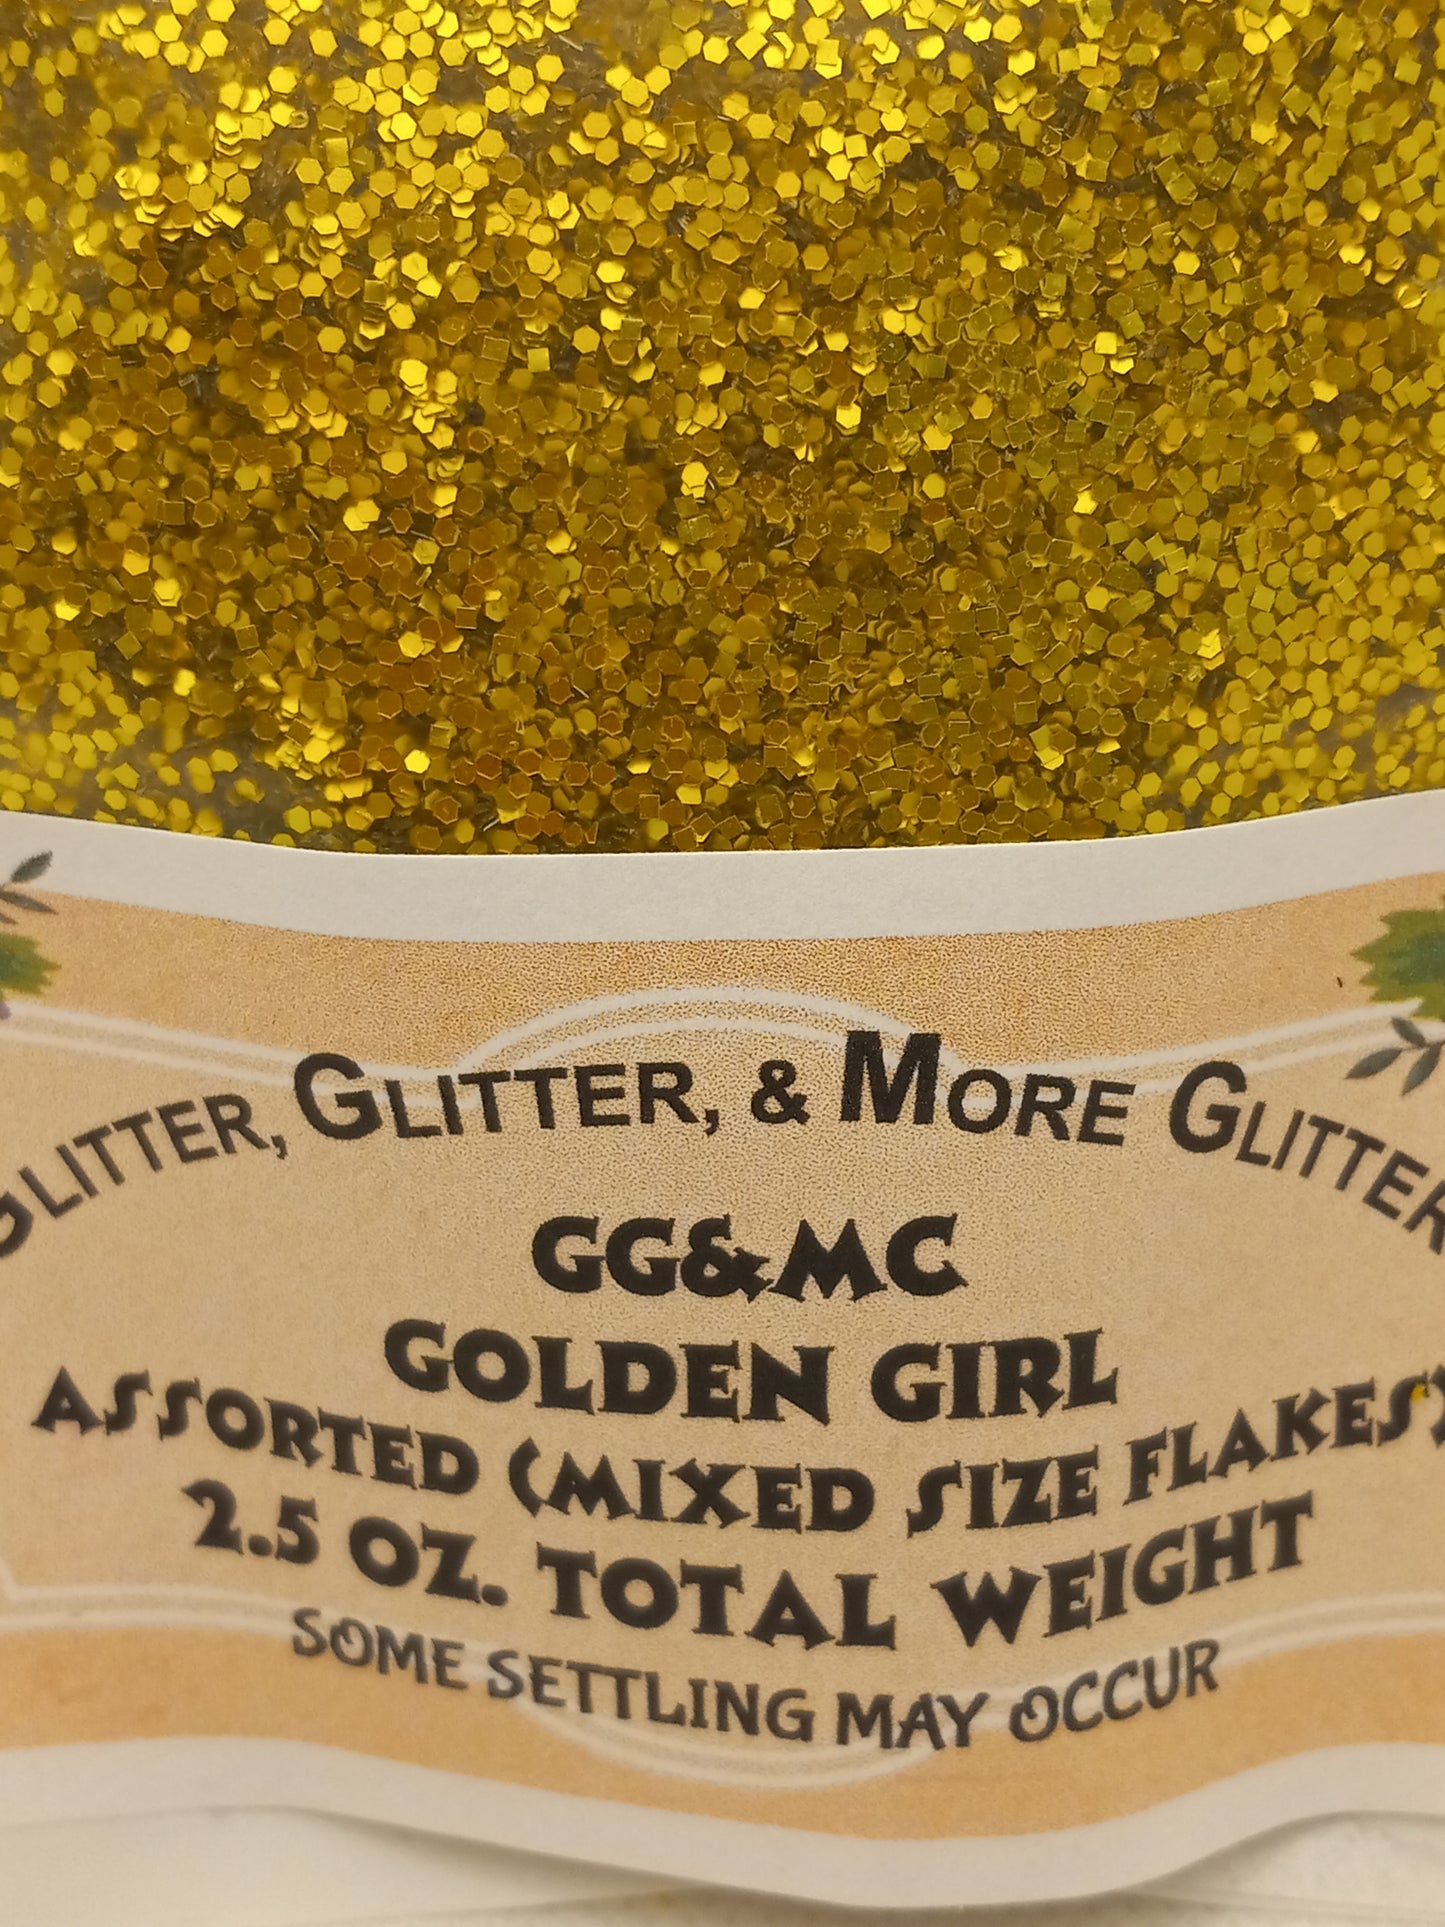 GLITTER, GLITTER, & MORE GLITTER
GG&MC
GOLDEN GIRL
ASSORTED (MIXED SIZE FLAKES)
2.5 OZ. TOTAL WEIGHT
SOME SETTLING MAY OCCUR